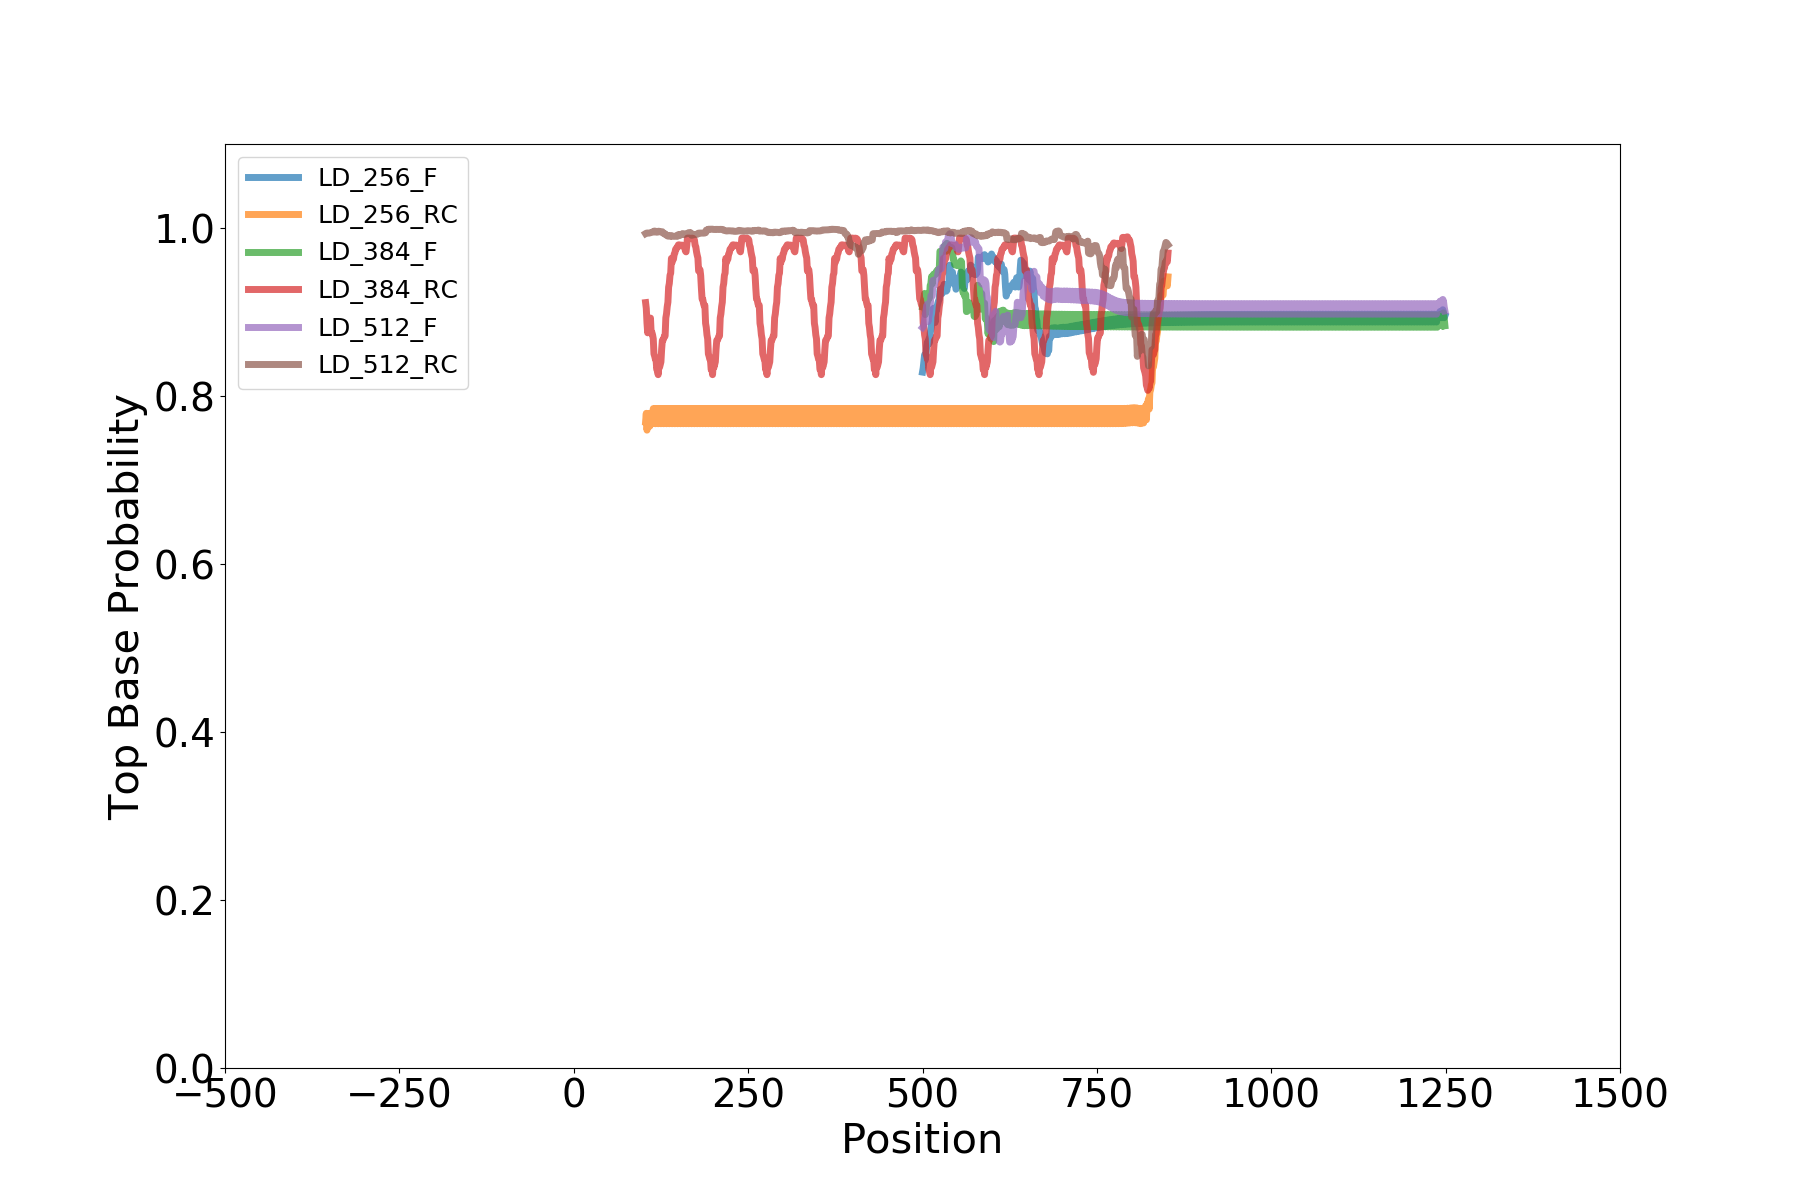 LD_256_F
LD_256_RC
LD_384_F
LD_384_RC
LD_512_F
LD_512_RC
1.0
0.8
0.6
0.4
0.2
0.0
Top Base Probability
−500 −250 0 250 500 750 1000 1250 1500
Position